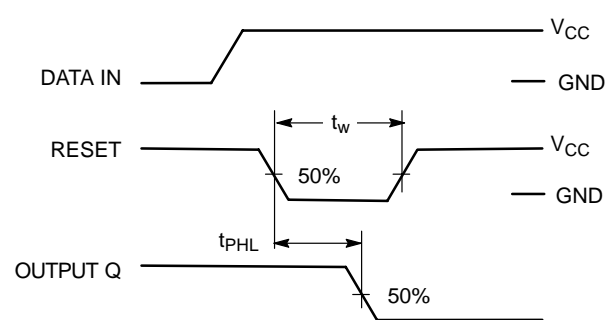 V_CC
DATA IN
GND
t_w
RESET
V_CC
50%
GND
t_PHL
OUTPUT Q
50%